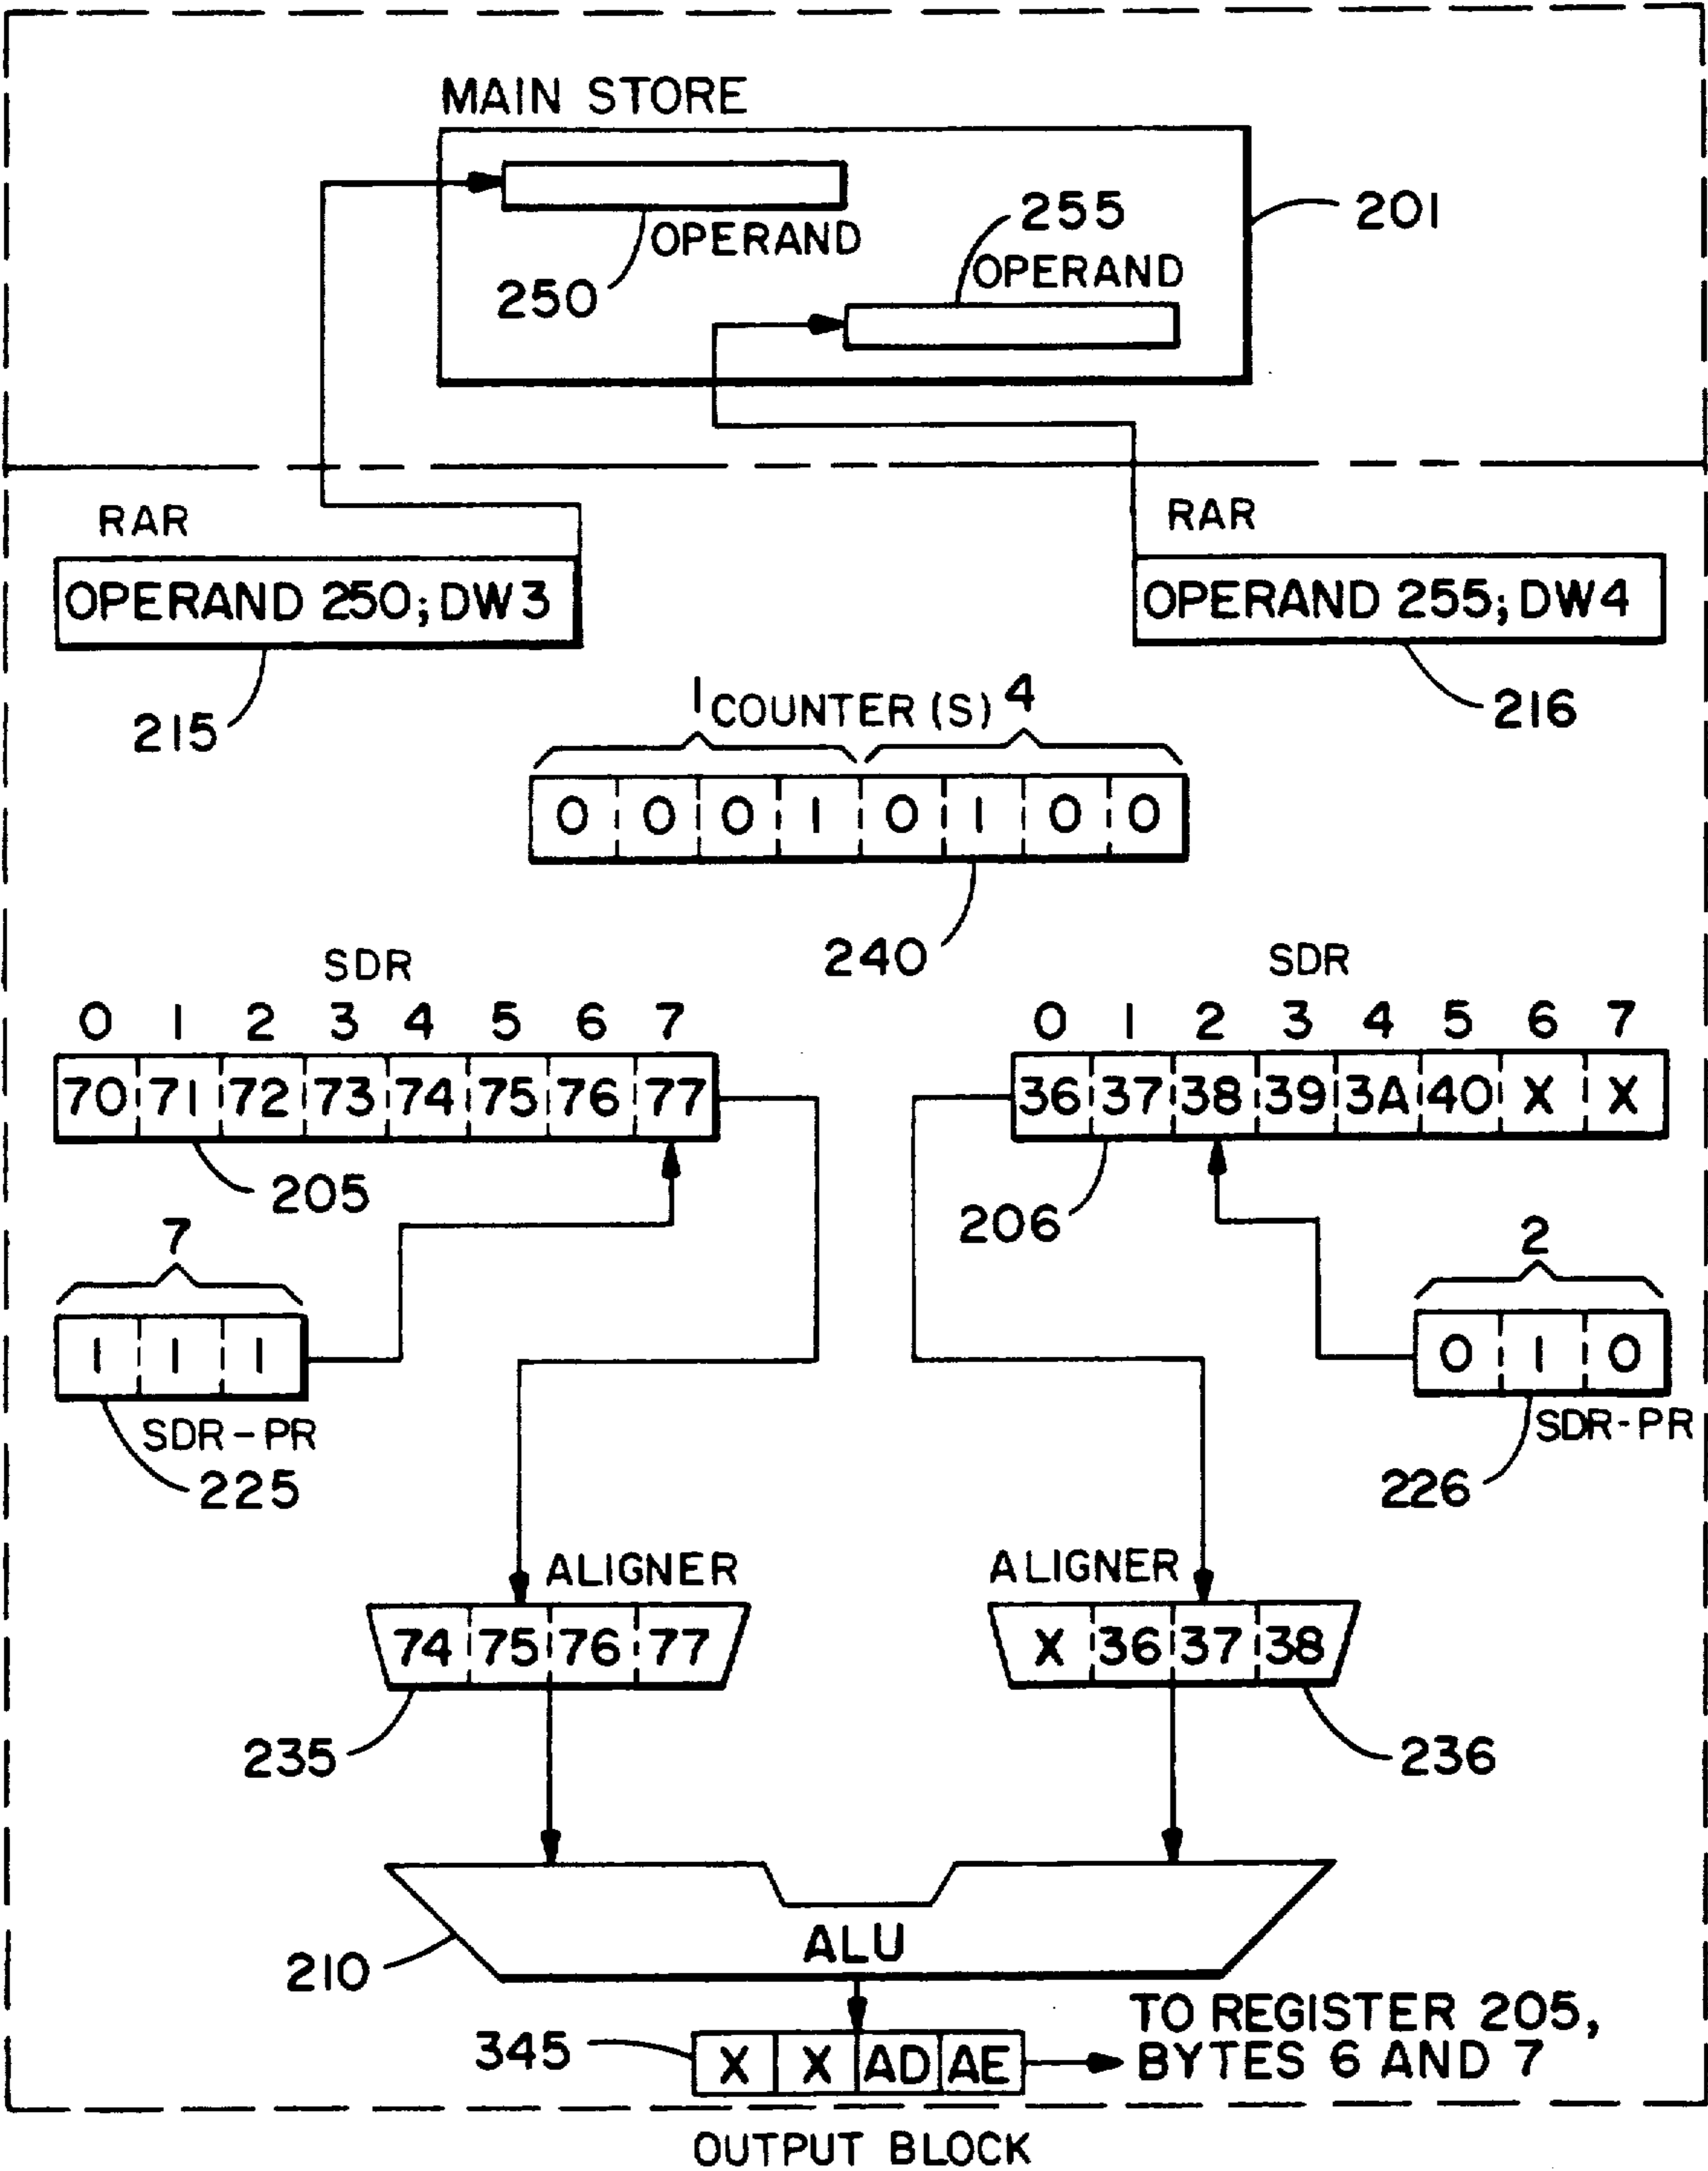 MAIN STORE
255
201
OPERAND
OPERAND
250
RAR
RAR
OPERAND 250; DW3
OPERAND 255; DW4
215
216
1 COUNTER (S) 4
0 0 0 1 0 1 0 0
240
SDR
SDR
0 1 2 3 4 5 6 7
0 1 2 3 4 5 6 7
70 71 72 73 74 75 76 77
36 37 38 39 3A 40 X X
205
206
7
2
1 1 1
0 1 0
SDR-PR
SDR-PR
225
226
ALIGNER
ALIGNER
74 75 76 77
X 36 37 38
235
236
ALU
210
345
X X AD AE
TO REGISTER 205,
BYTES 6 AND 7
OUTPUT BLOCK